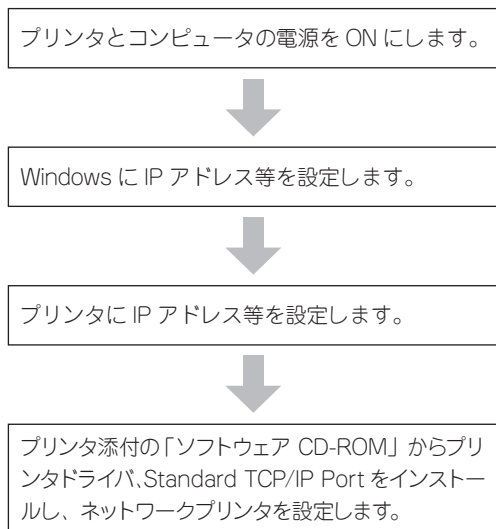 プリンタとコンピュータの電源を ON にします。
Windows に IP アドレス等を設定します。
プリンタに IP アドレス等を設定します。
プリンタ添付の「ソフトウェア CD-ROM」からプリ
ンタドライバ、Standard TCP/IP Port をインストー
ルし、ネットワークプリンタを設定します。